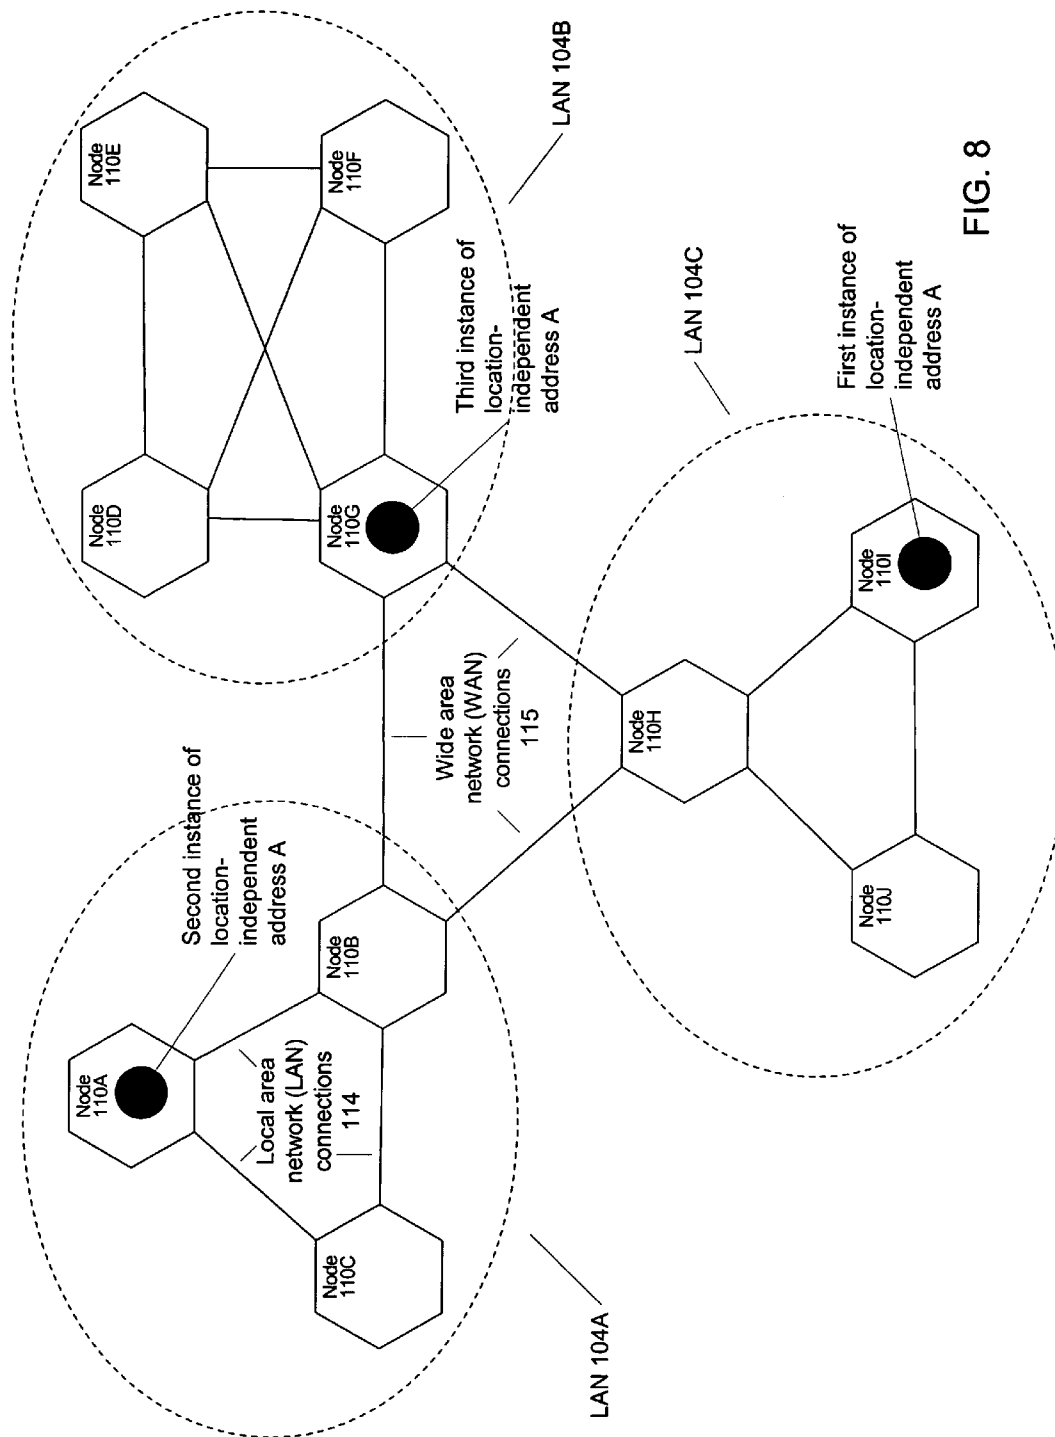 Node
110A
Second instance of
location-
independent
address A
Node
110D
Node
110E
Local area
network (LAN)
connections
114
Node
110C
Node
110B
Wide area
network (WAN)
connections
115
Node
110G
Node
110F
Third instance of
location-
independent
address A
LAN 104B
LAN 104A
Node
110H
LAN 104C
Node
110J
Node
110I
First instance of
location-
independent
address A
FIG. 8